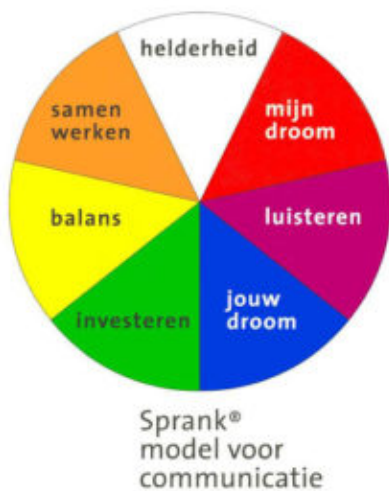 helderheid
mijn
droom
luisteren
jouw
droom
investeren
balans
samen
werken
Sprank®
model voor
communicatie